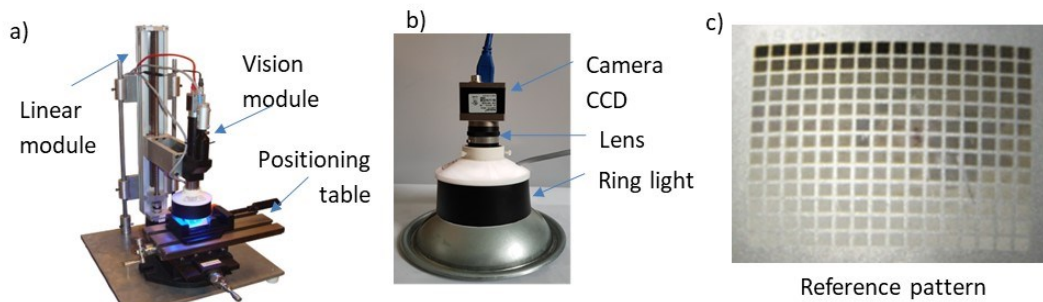 a)
Linear
module
Vision
module
Positioning
table
b)
Camera
CCD
Lens
Ring light
c)
Reference pattern